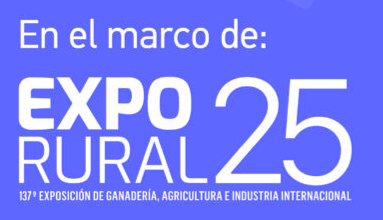 En el marco de:
EXPO
RURAL 25
137ª EXPOSICIÓN DE GANADERÍA, AGRICULTURA E INDUSTRIA INTERNACIONAL